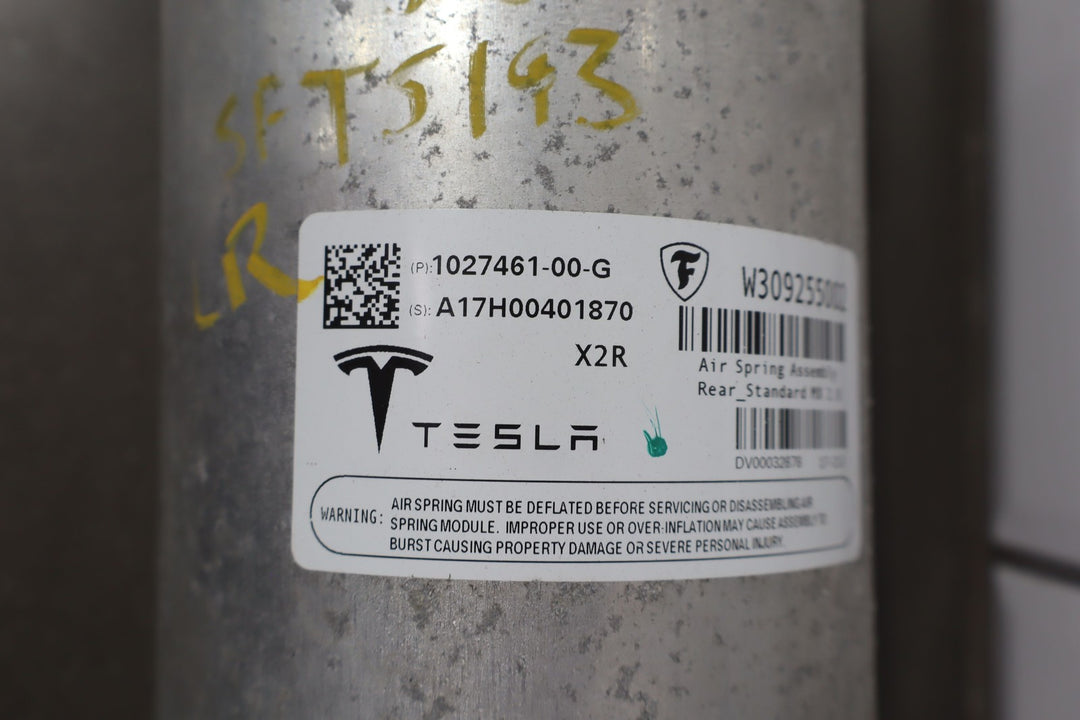 SFT5193
LR
(P):1027461-00-G
(S): A17H00401870
X2R
TESLA
W309255002
Air Spring Assembly
Rear_Standard
DV00032878
WARNING:
AIR SPRING MUST BE DEFLATED BEFORE SERVICING OR DISASSEMBLING AIR
SPRING MODULE. IMPROPER USE OR OVER-INFLATION MAY CAUSE ASSEMBLY TO
BURST CAUSING PROPERTY DAMAGE OR SEVERE PERSONAL INJURY.